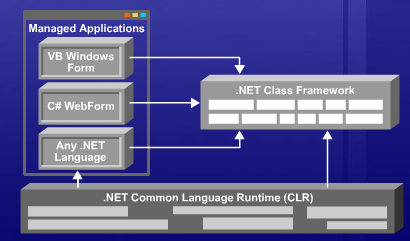 Managed Applications
VB Windows
Form
C# WebForm
Any .NET
Language
.NET Class Framework
.NET Common Language Runtime (CLR)